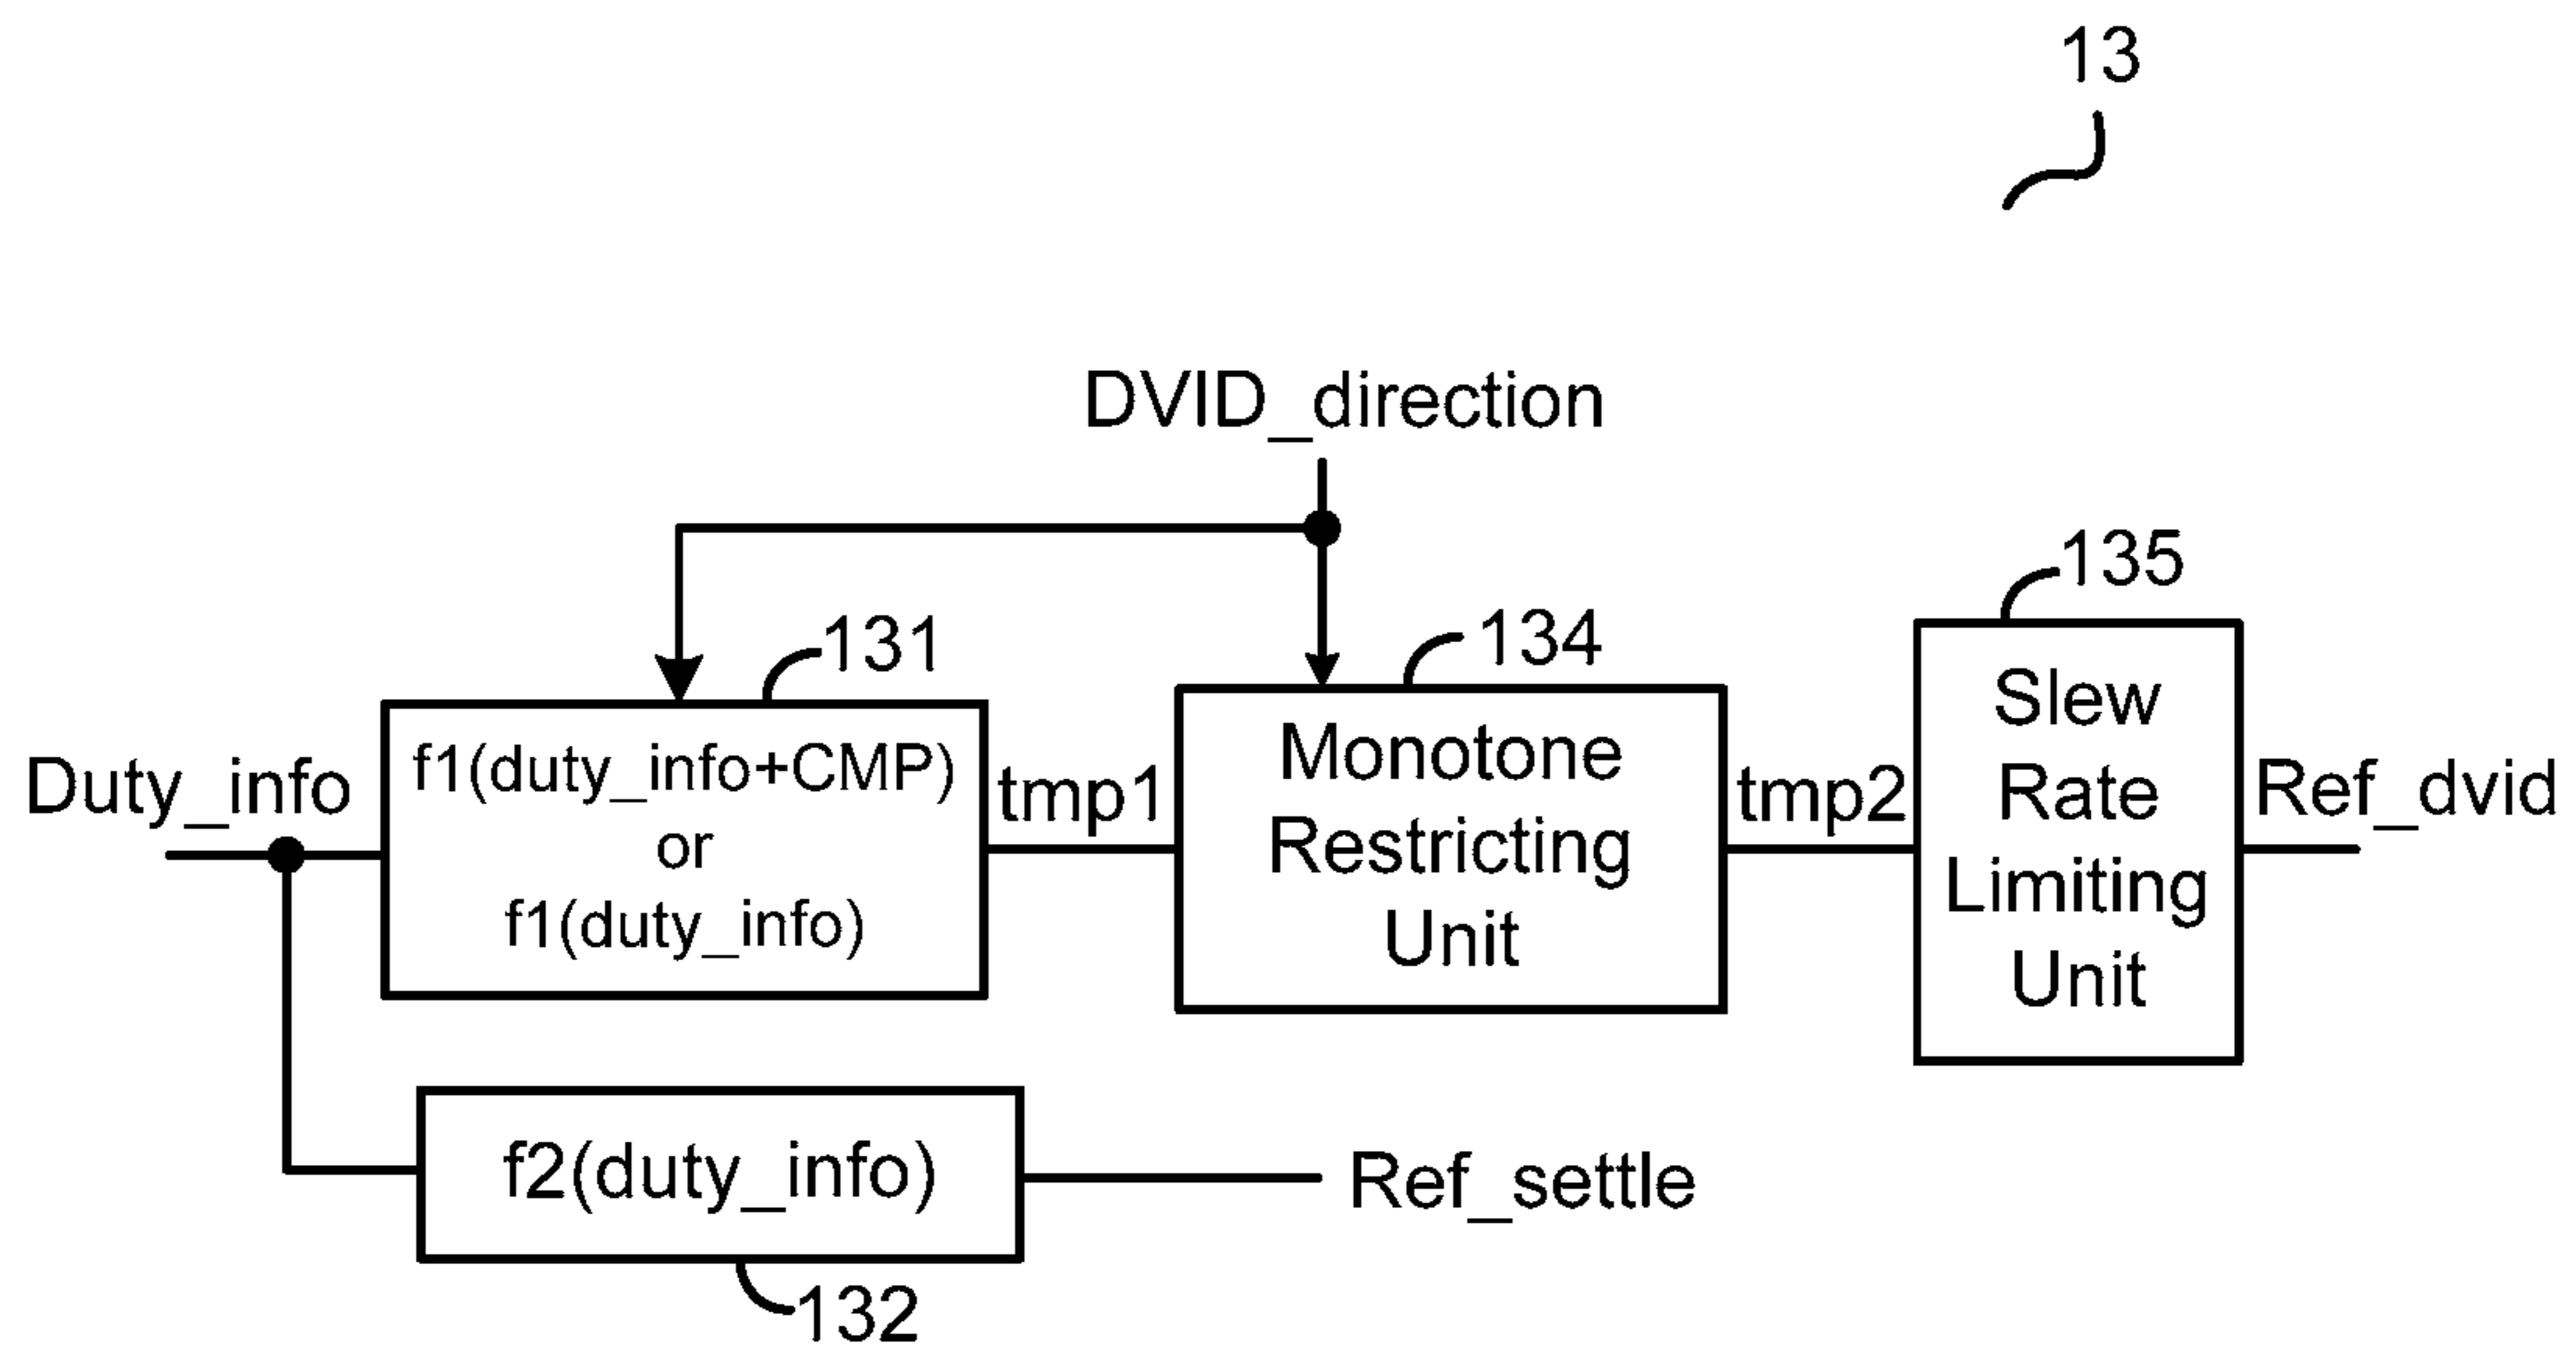 13
DVID_direction
135
131
134
Slew
Rate
Limiting
Unit
Monotone
Restricting
Unit
f1(duty_info+CMP)
or
f1(duty_info)
Duty_info
tmp1
tmp2
Ref_dvid
f2(duty_info)
Ref_settle
132